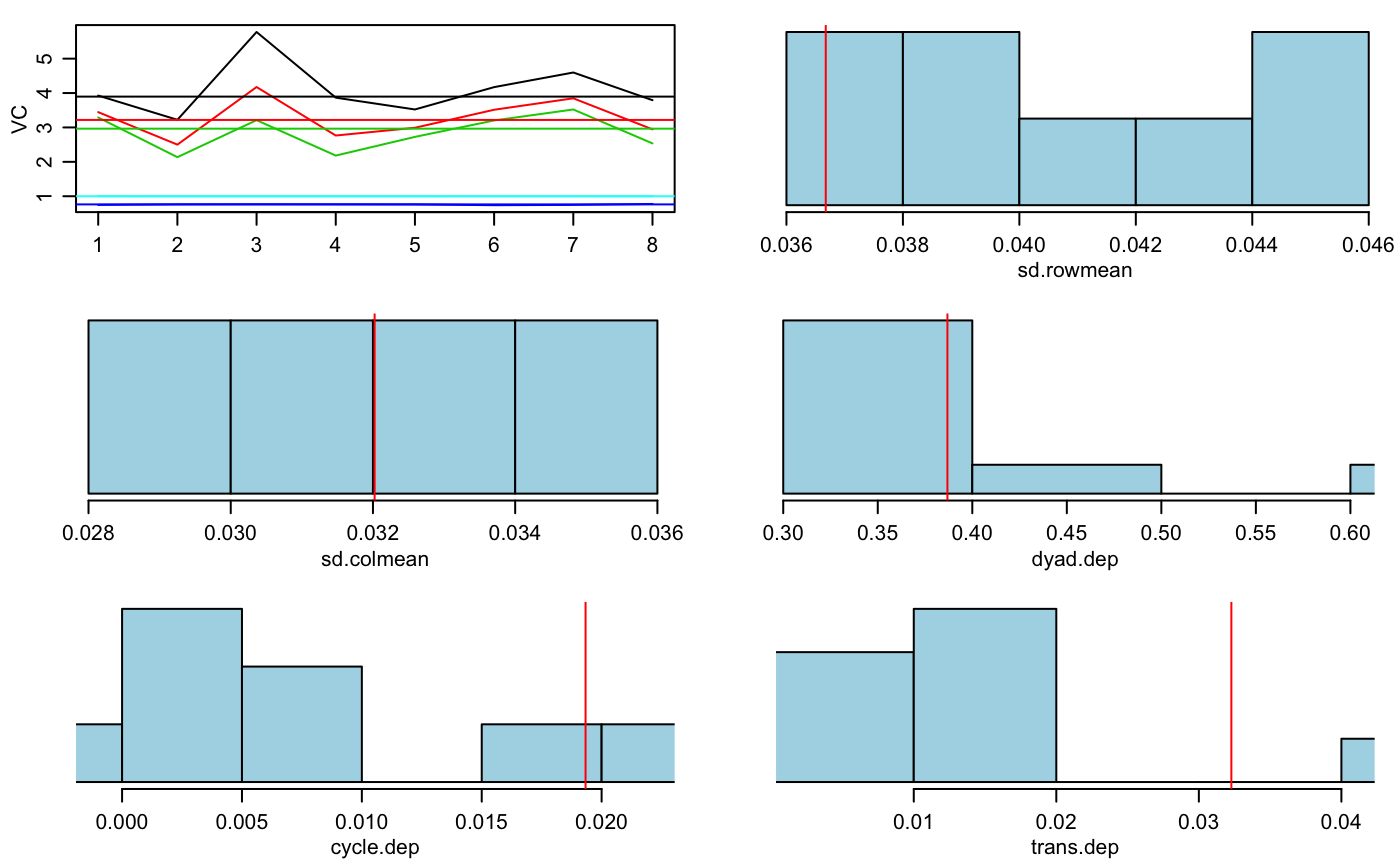 VC
5
4
3
2
1
1 2 3 4 5 6 7 8
0.036 0.038 0.040 0.042 0.044 0.046
sd.rowmean
0.028 0.030 0.032 0.034 0.036
sd.colmean
0.30 0.35 0.40 0.45 0.50 0.55 0.60
dyad.dep
0.000 0.005 0.010 0.015 0.020
cycle.dep
0.01 0.02 0.03 0.04
trans.dep